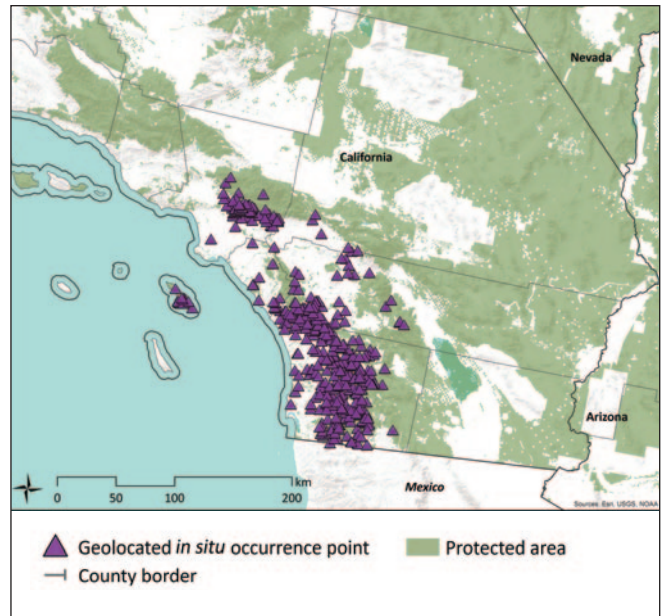 Nevada
California
Arizona
Mexico
km
0 50 100 200
Sources: Esri, USGS, NOAA
Geolocated in situ occurrence point
Protected area
County border